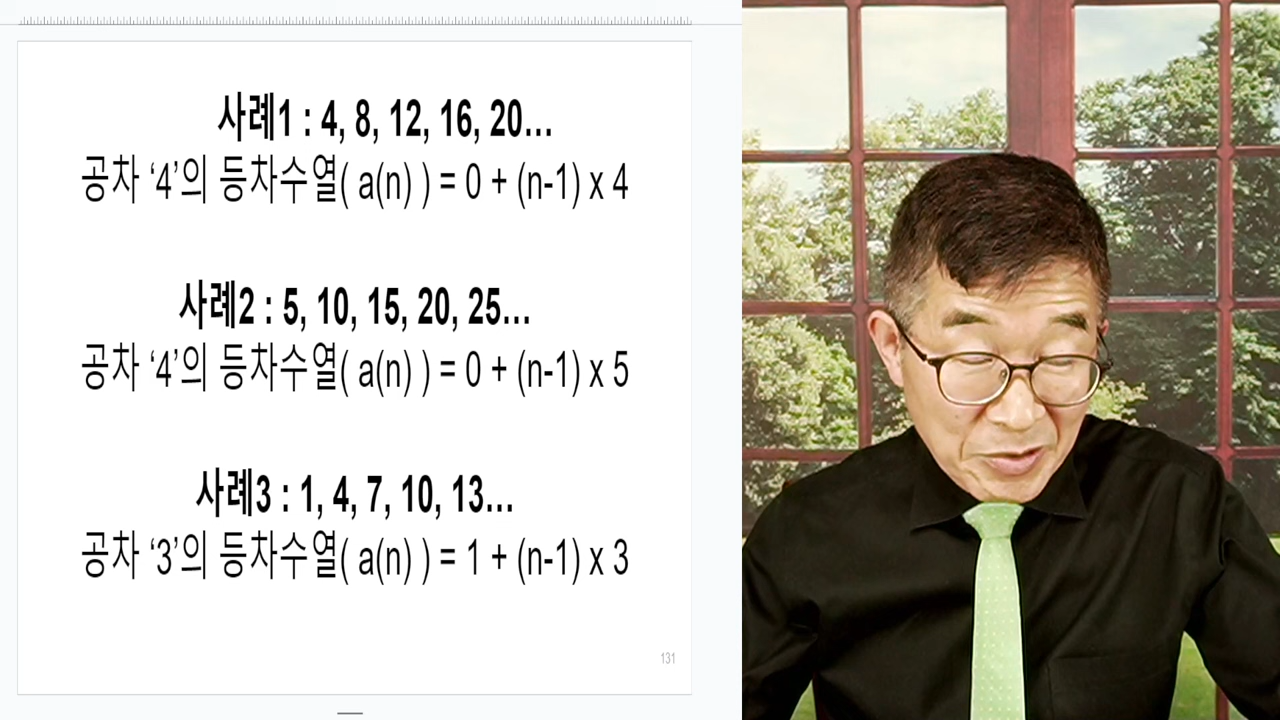 사례1 : 4, 8, 12, 16, 20...
공차 ‘4’의 등차수열( a(n) ) = 0 + (n-1) x 4
사례2 : 5, 10, 15, 20, 25...
공차 ‘4’의 등차수열( a(n) ) = 0 + (n-1) x 5
사례3 : 1, 4, 7, 10, 13...
공차 ‘3’의 등차수열( a(n) ) = 1 + (n-1) x 3
131